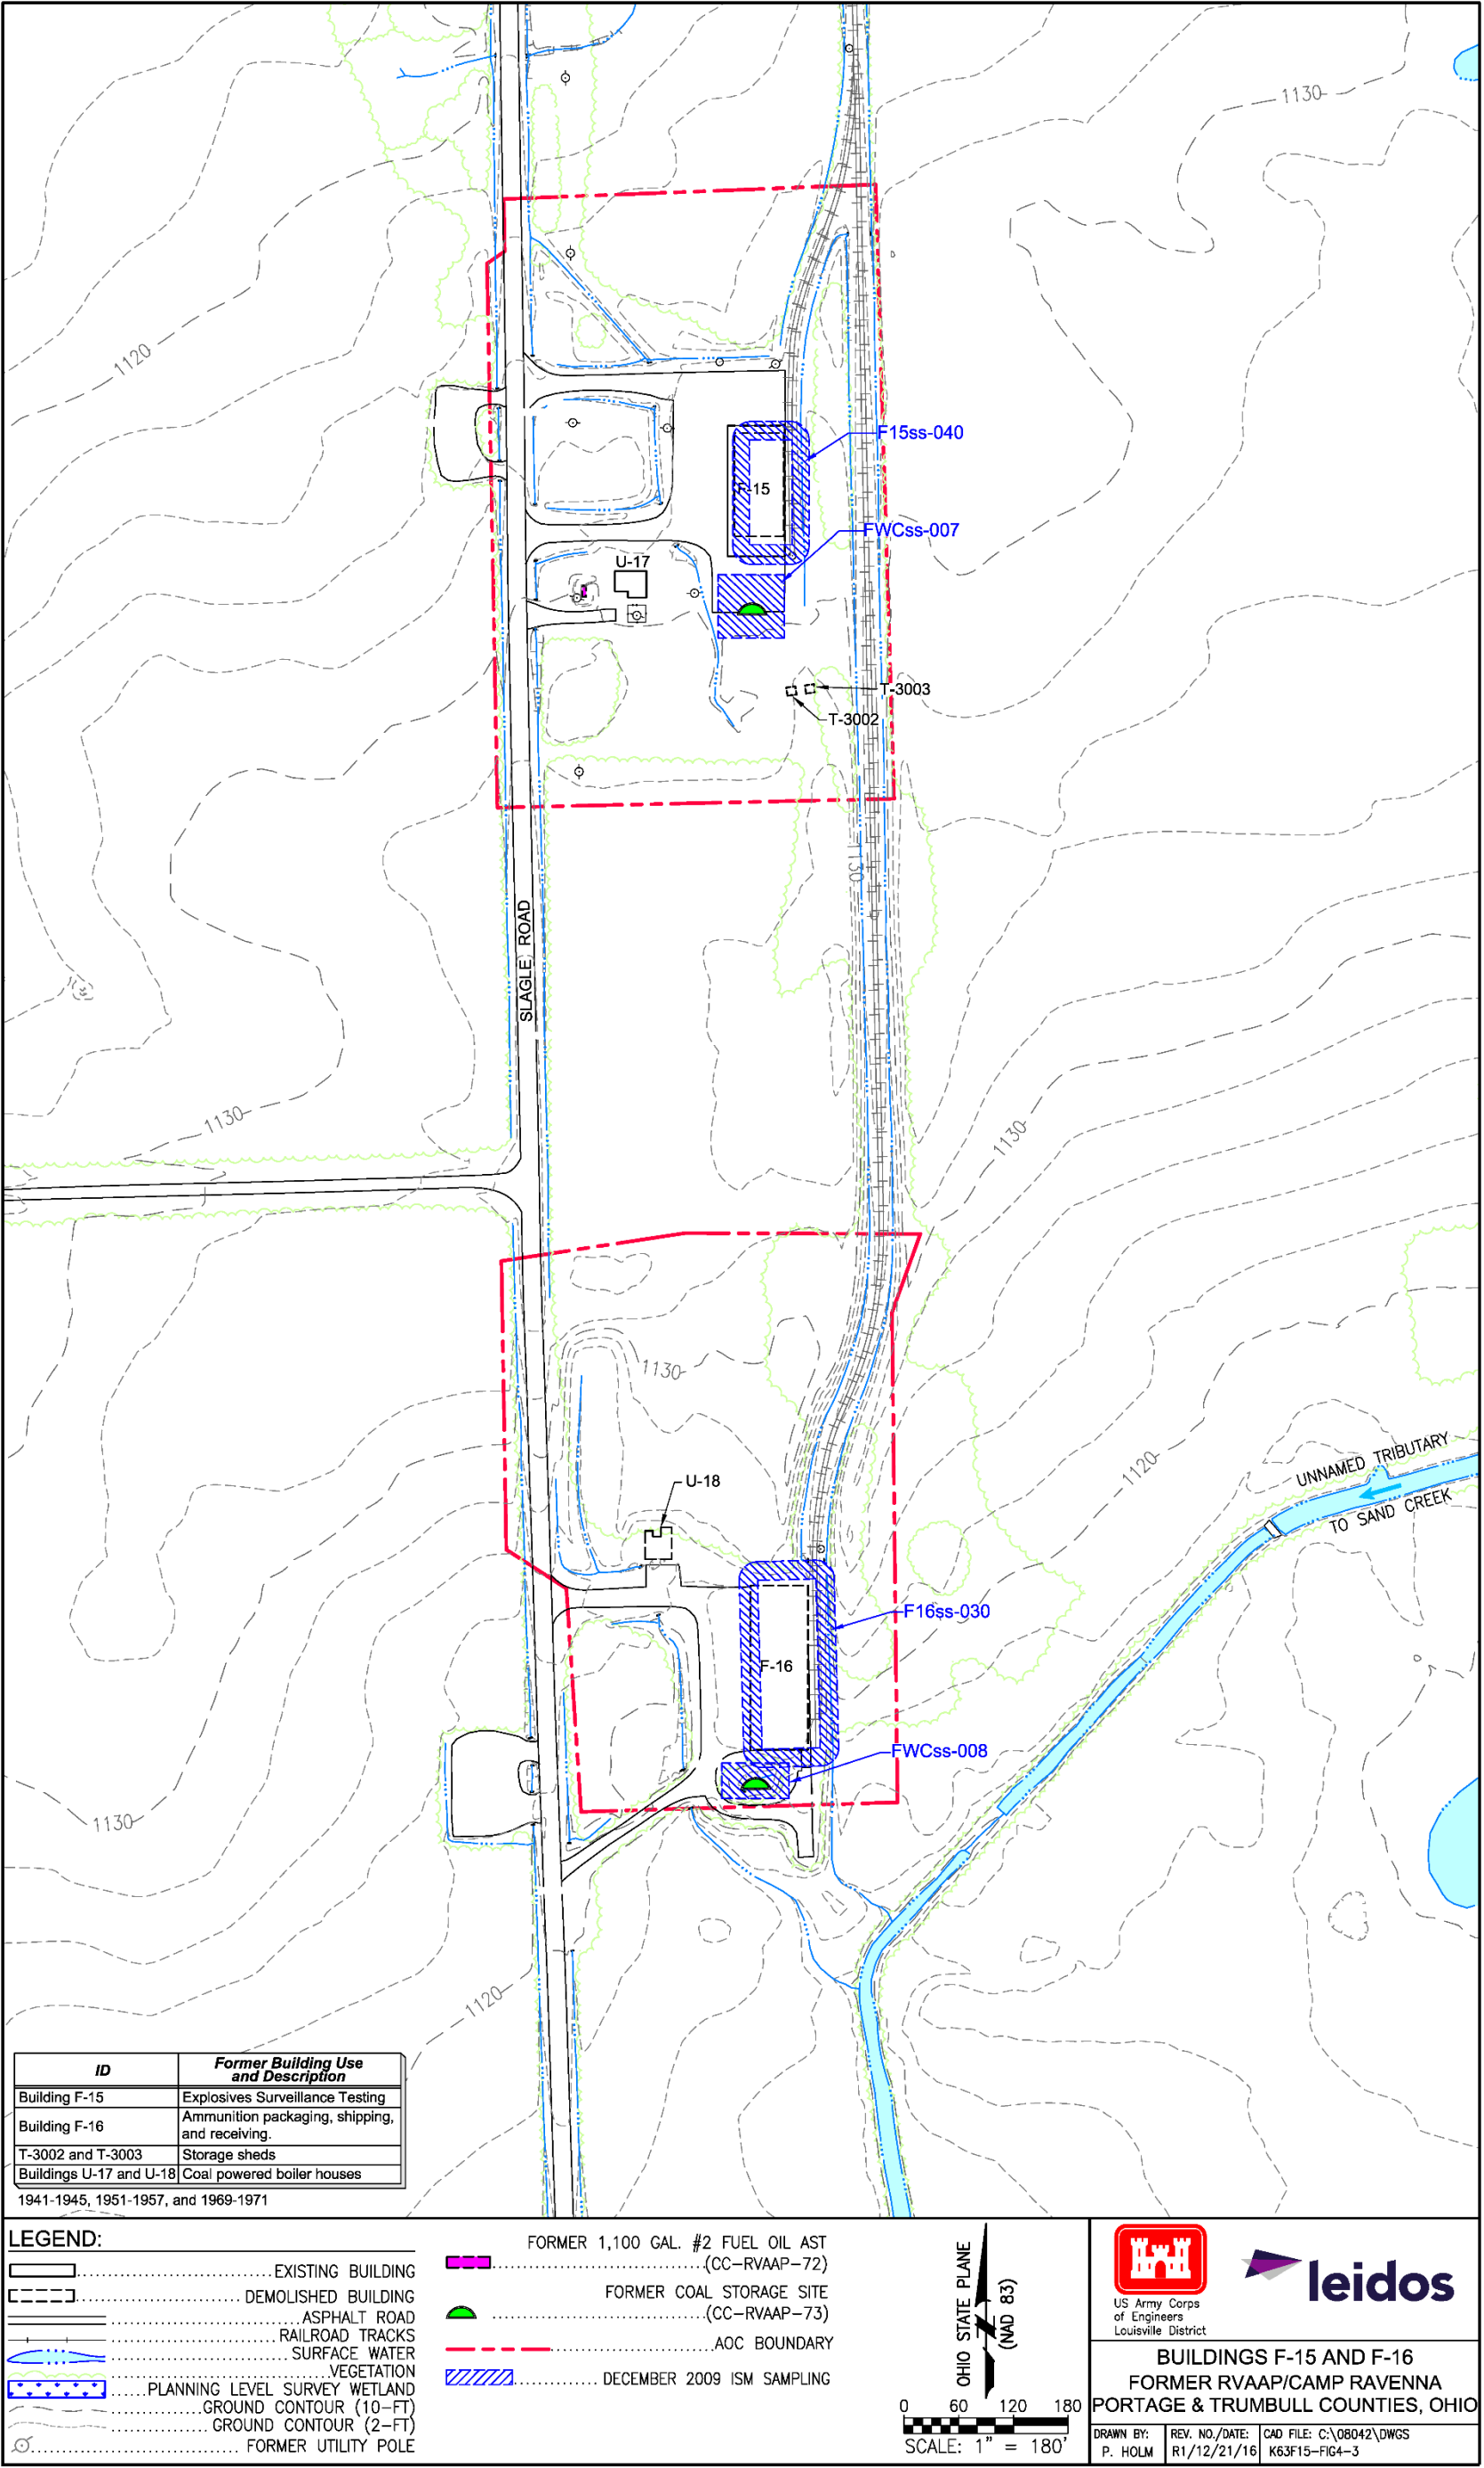 1130
1120
F15ss-040
F-15
FWCss-007
U-17
T-3003
T-3002
1130
SLAGLE ROAD
1130
1130
1130
1120
UNNAMED TRIBUTARY
TO SAND CREEK
U-18
F16ss-030
F-16
FWCss-008
1130
1120
ID
Former Building Use
and Description
Building F-15
Explosives Surveillance Testing
Building F-16
Ammunition packaging, shipping,
and receiving.
T-3002 and T-3003
Storage sheds
Buildings U-17 and U-18
Coal powered boiler houses
1941-1945, 1951-1957, and 1969-1971
LEGEND:
EXISTING BUILDING
DEMOLISHED BUILDING
ASPHALT ROAD
RAILROAD TRACKS
SURFACE WATER
VEGETATION
PLANNING LEVEL SURVEY WETLAND
GROUND CONTOUR (10-FT)
GROUND CONTOUR (2-FT)
FORMER UTILITY POLE
FORMER 1,100 GAL. #2 FUEL OIL AST
(CC-RVAAP-72)
FORMER COAL STORAGE SITE
(CC-RVAAP-73)
AOC BOUNDARY
DECEMBER 2009 ISM SAMPLING
OHIO STATE PLANE
(NAD 83)
0 60 120 180
SCALE: 1" = 180'
US Army Corps
of Engineers
Louisville District
leidos
BUILDINGS F-15 AND F-16
FORMER RVAAP/CAMP RAVENNA
PORTAGE & TRUMBULL COUNTIES, OHIO
DRAWN BY:
P. HOLM
REV. NO./DATE:
R1/12/21/16
CAD FILE: C:\08042\DWGS
K63F15-FIG4-3